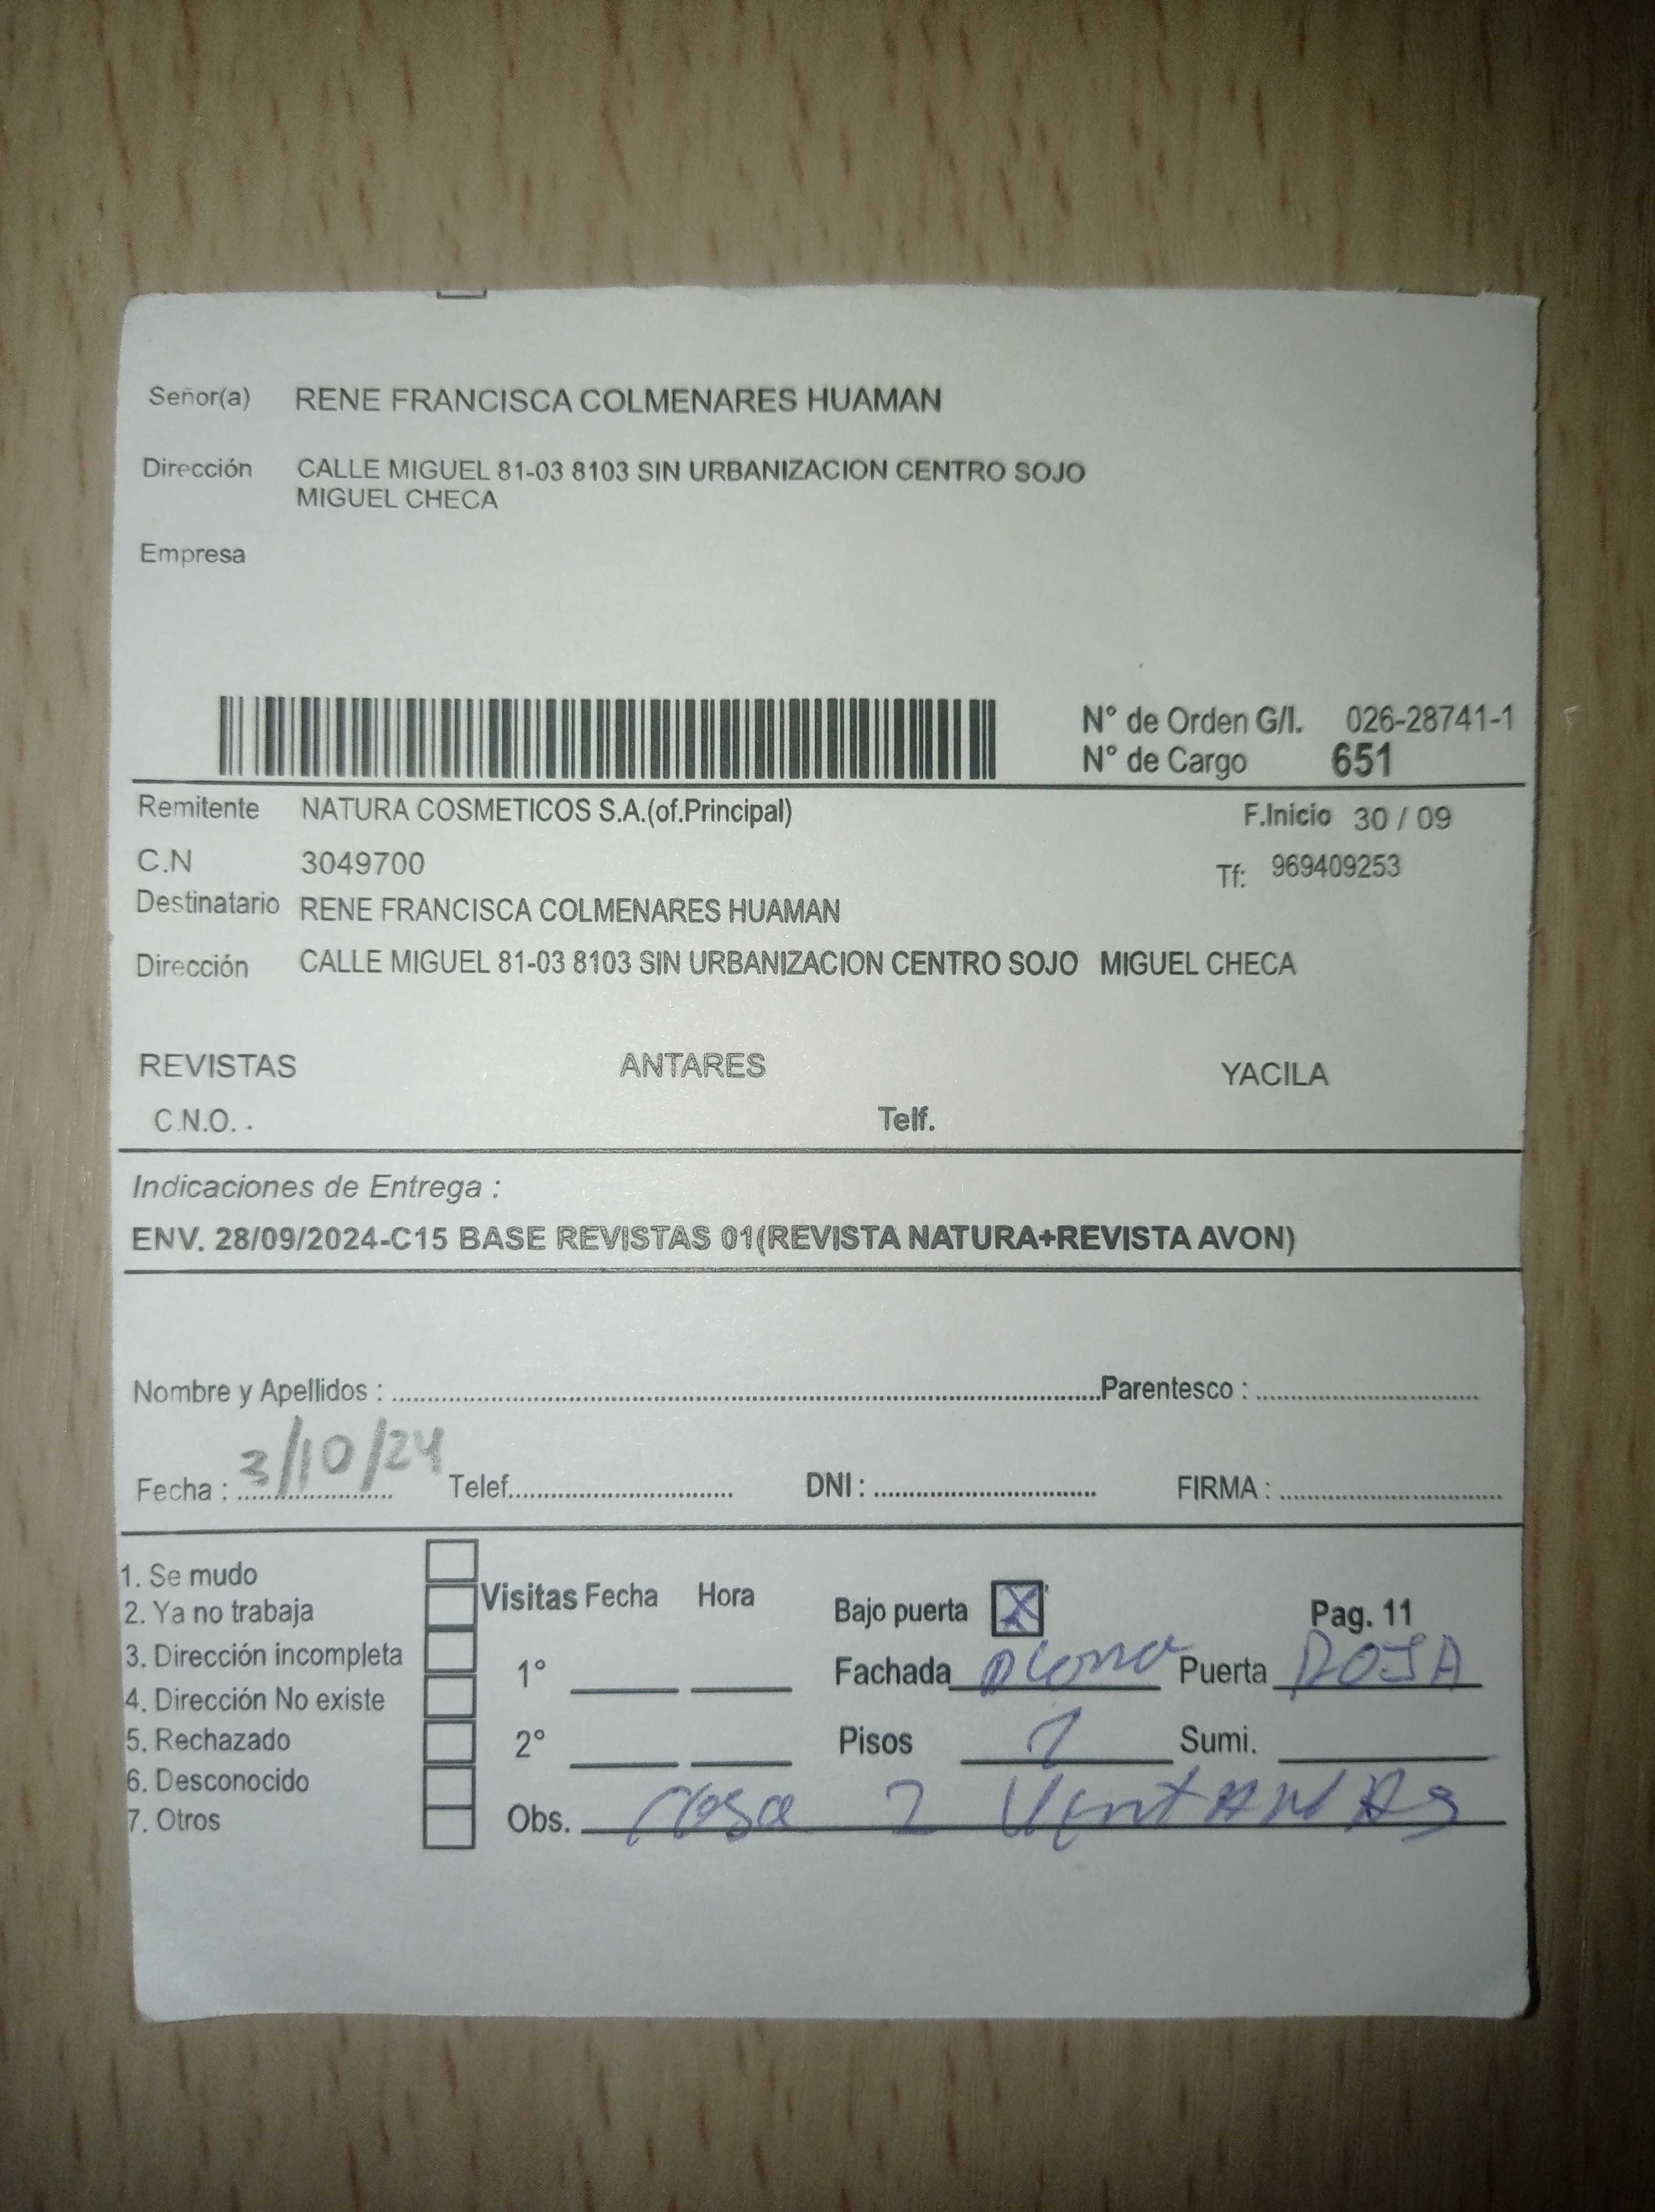 Señor(a) RENE FRANCISCA COLMENARES HUAMAN
Dirección CALLE MIGUEL 81-03 8103 SIN URBANIZACION CENTRO SOJO
MIGUEL CHECA
Empresa
N° de Orden G/I. 026-28741-1
N° de Cargo 651
Remitente NATURA COSMETICOS S.A.(of.Principal) F.Inicio 30 / 09
C.N 3049700 Tf: 969409253
Destinatario RENE FRANCISCA COLMENARES HUAMAN
Dirección CALLE MIGUEL 81-03 8103 SIN URBANIZACION CENTRO SOJO MIGUEL CHECA
REVISTAS ANTARES YACILA
C.N.O. . Telf.
Indicaciones de Entrega :
ENV. 28/09/2024-C15 BASE REVISTAS 01(REVISTA NATURA+REVISTA AVON)
Nombre y Apellidos : Parentesco :
Fecha : 3/10/24 Telef. DNI : FIRMA :
1. Se mudo
2. Ya no trabaja
3. Dirección incompleta
4. Dirección No existe
5. Rechazado
6. Desconocido
7. Otros
Visitas Fecha Hora
1°
2°
Bajo puerta X Pag. 11
Fachada Puerta ROSA
Pisos 1 Sumi.
Obs. rosa 2 VentANAs